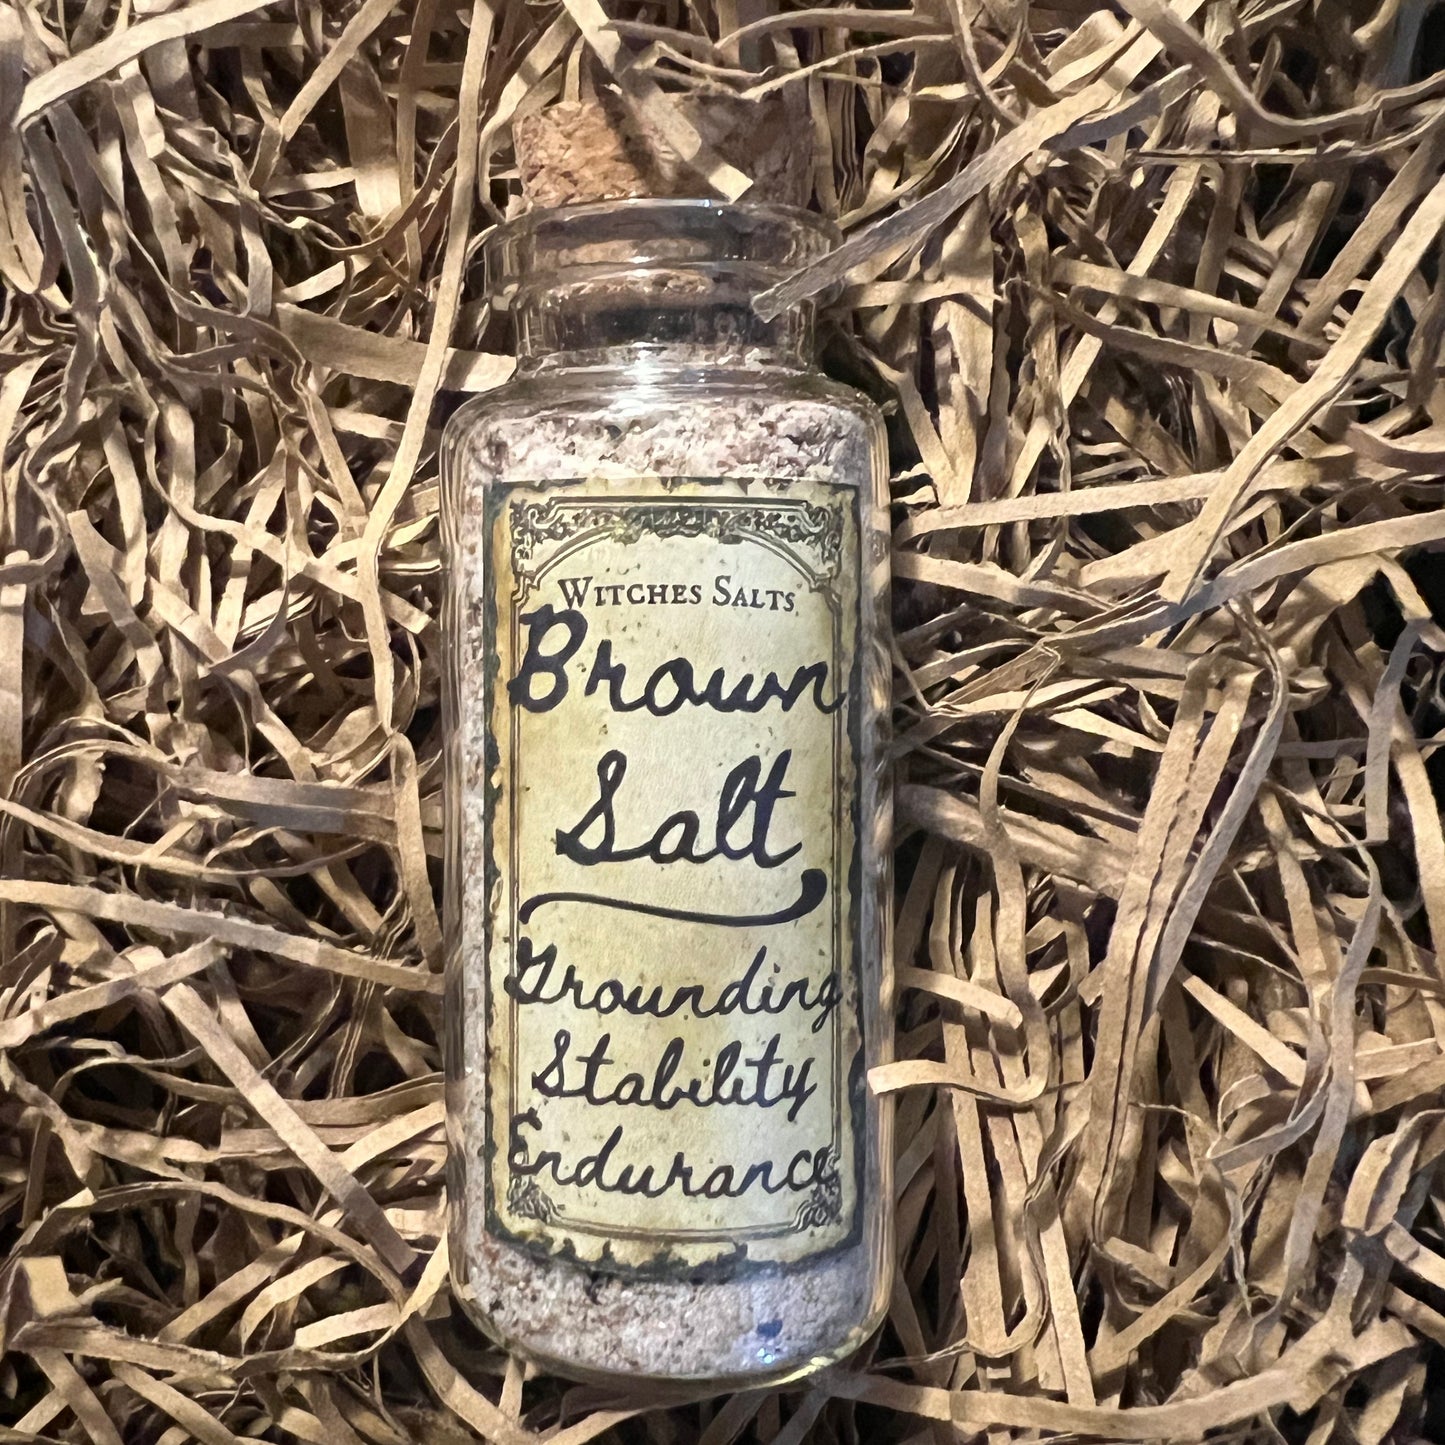 Witches Salts
Brown
Salt
Grounding
Stability
Endurance